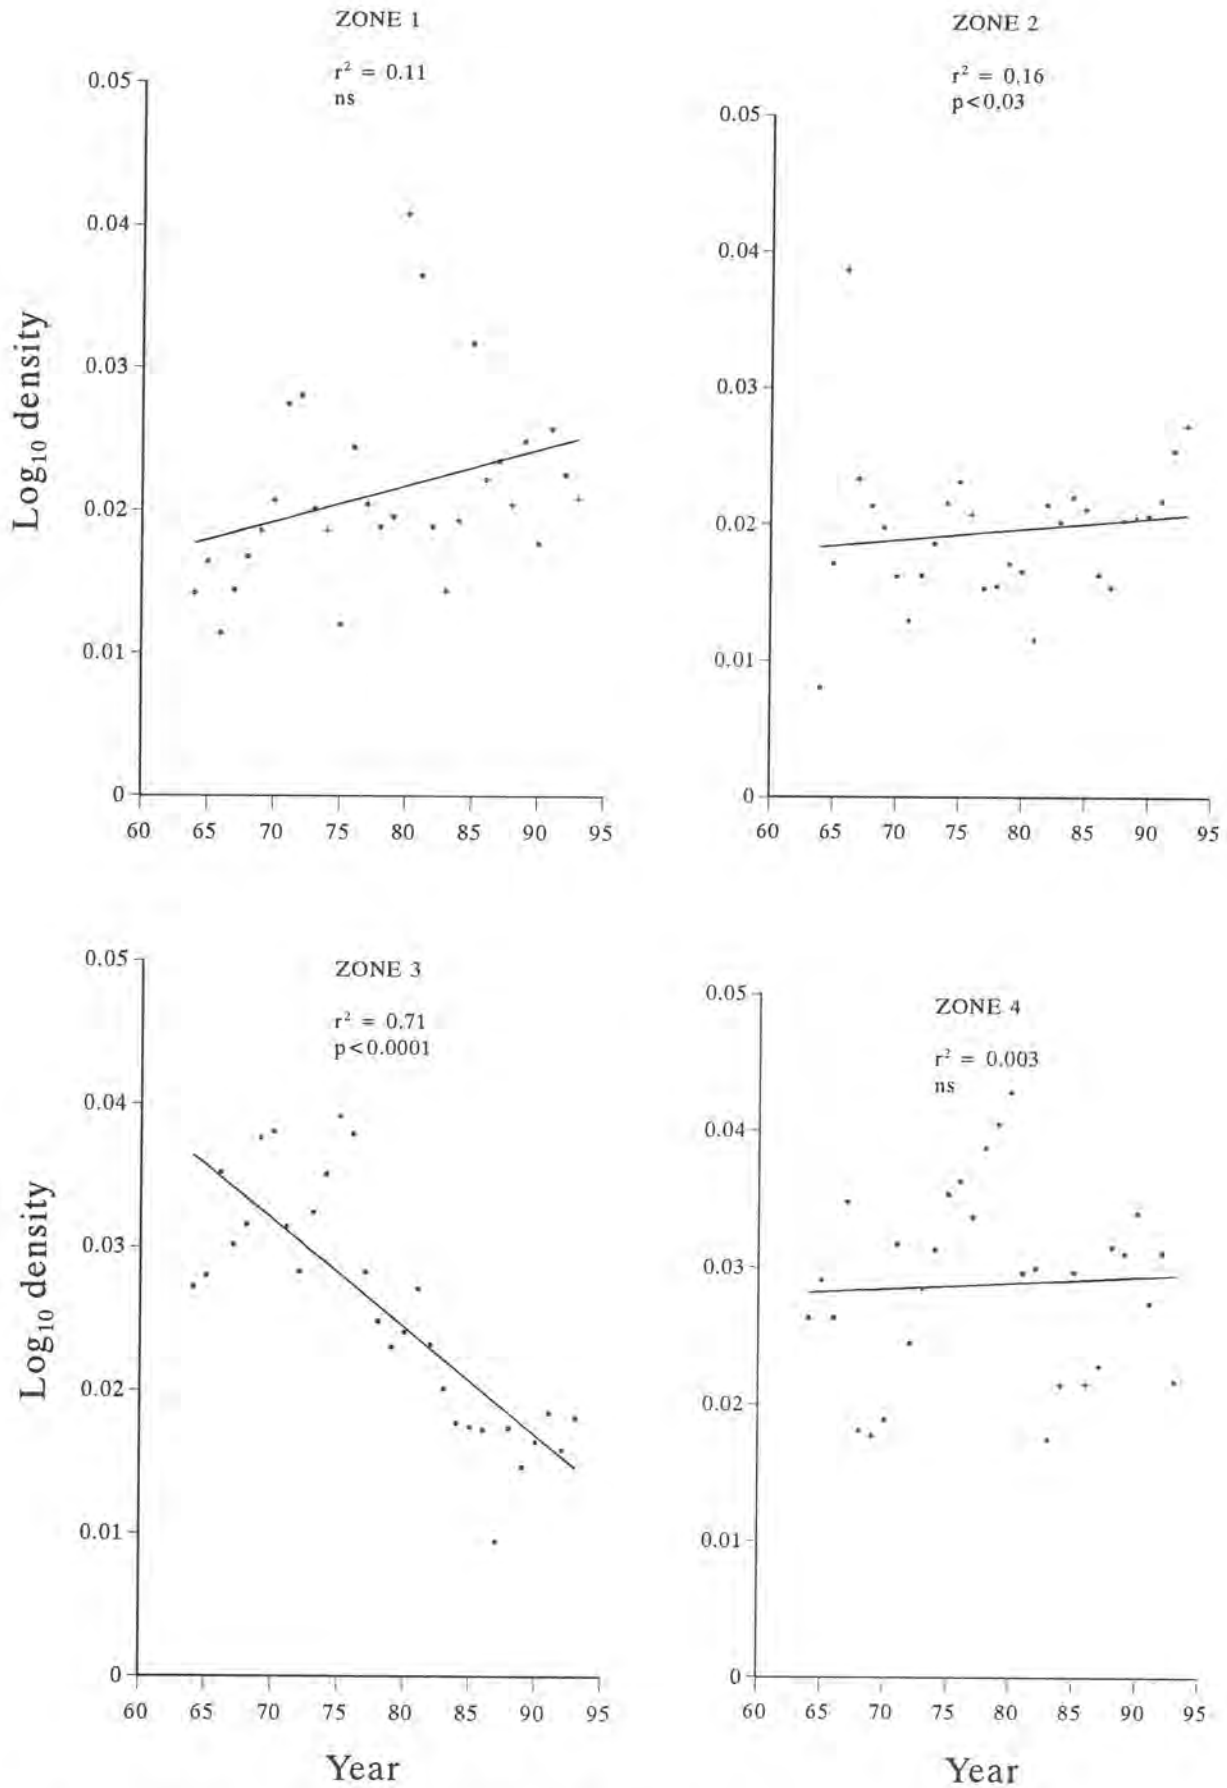 ZONE 1
r² = 0.11
ns
0.05
0.04
0.03
0.02
0.01
0
60 65 70 75 80 85 90 95
Log₁₀ density
ZONE 2
r² = 0.16
p<0.03
0.05
0.04
0.03
0.02
0.01
0
60 65 70 75 80 85 90 95
ZONE 3
r² = 0.71
p<0.0001
0.05
0.04
0.03
0.02
0.01
0
60 65 70 75 80 85 90 95
Log₁₀ density
Year
ZONE 4
r² = 0.003
ns
0.05
0.04
0.03
0.02
0.01
0
60 65 70 75 80 85 90 95
Year